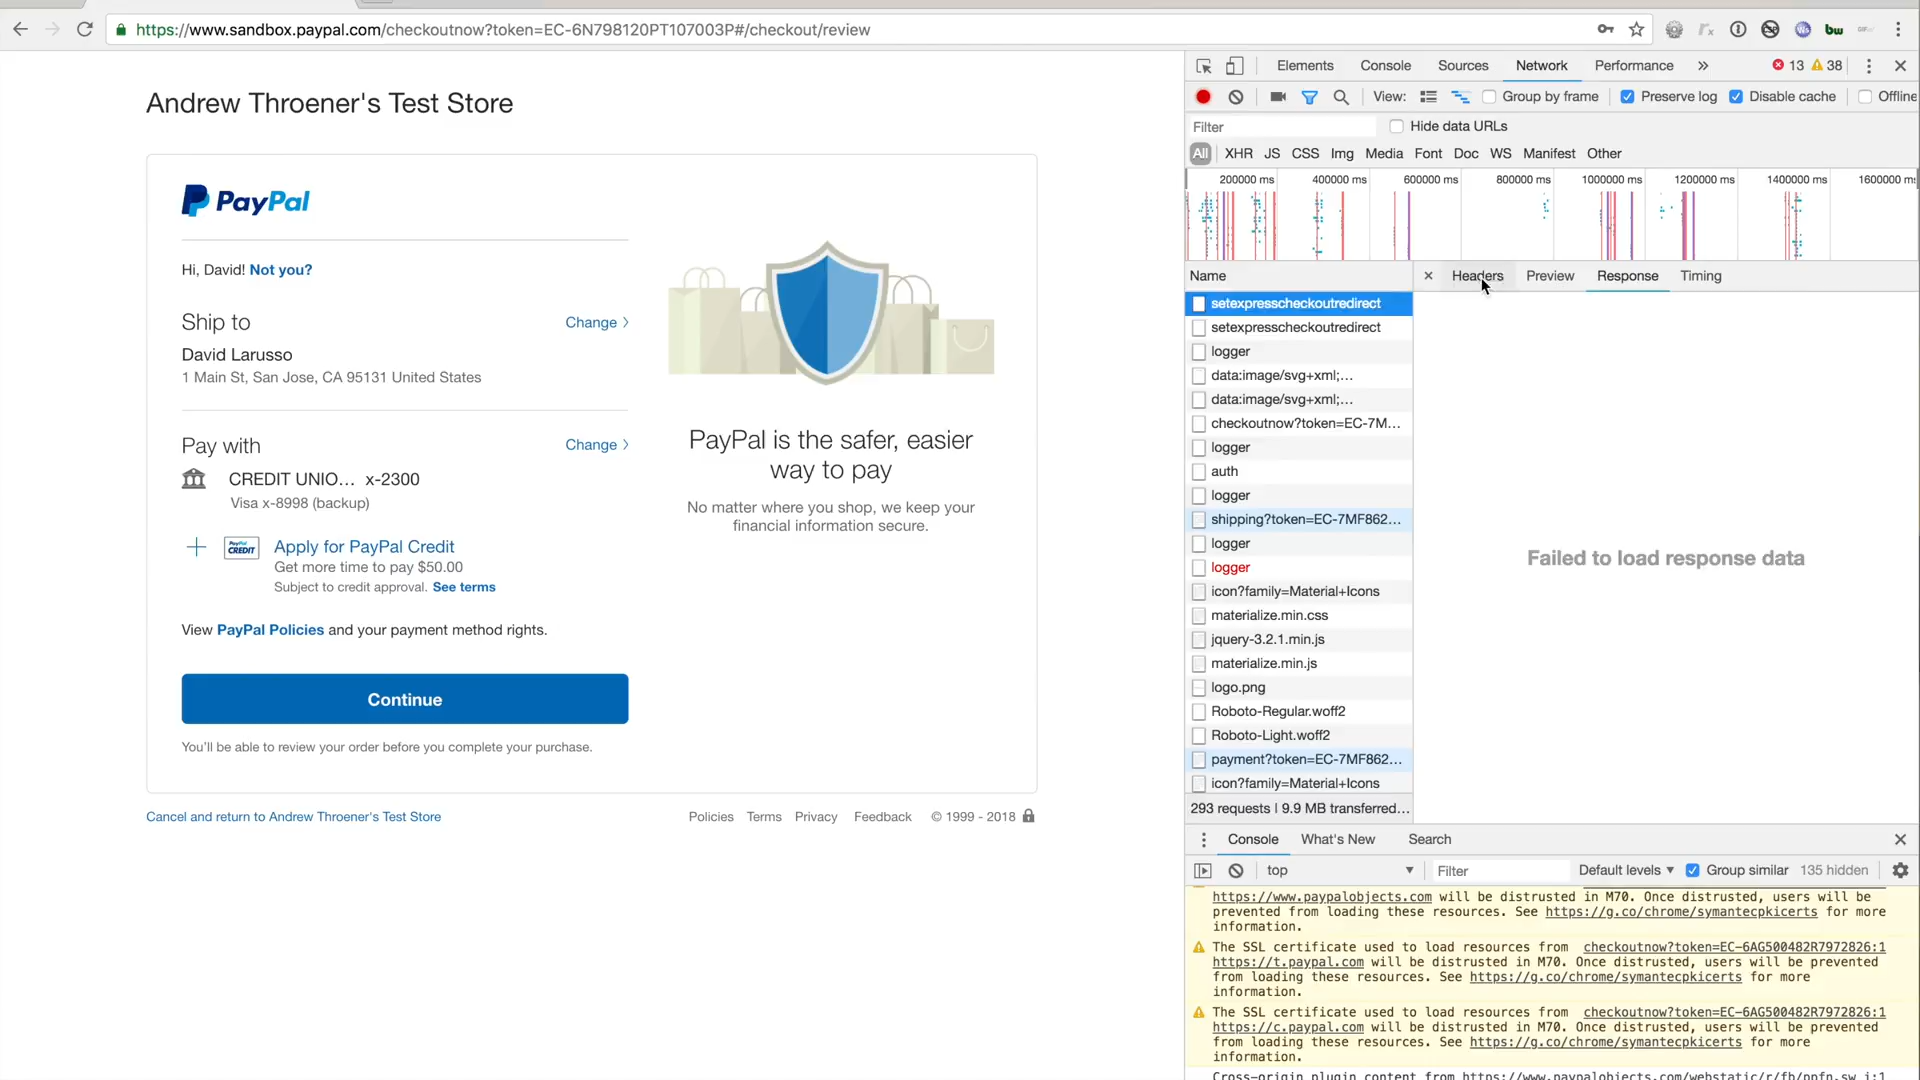 https://www.sandbox.paypal.com/checkoutnow?token=EC-6N798120PT107003P#/checkout/review
bw
Andrew Throener's Test Store
PayPal
Hi, David! Not you?
Ship to
Change
David Larusso
1 Main St, San Jose, CA 95131 United States
Pay with
Change
CREDIT UNIO... x-2300
Visa x-8998 (backup)
PayPal CREDIT
Apply for PayPal Credit
Get more time to pay $50.00
Subject to credit approval. See terms
View PayPal Policies and your payment method rights.
Continue
You'll be able to review your order before you complete your purchase.
PayPal is the safer, easier
way to pay
No matter where you shop, we keep your
financial information secure.
Cancel and return to Andrew Throener's Test Store
Policies Terms Privacy Feedback © 1999 - 2018
Elements Console Sources Network Performance » 13 38
View: Group by frame Preserve log Disable cache Offline
Filter Hide data URLs
All XHR JS CSS Img Media Font Doc WS Manifest Other
200000 ms 400000 ms 600000 ms 800000 ms 1000000 ms 1200000 ms 1400000 ms 1600000 ms
Name
Headers Preview Response Timing
setexpresscheckoutredirect
setexpresscheckoutredirect
logger
data:image/svg+xml;...
data:image/svg+xml;...
checkoutnow?token=EC-7M...
logger
auth
logger
shipping?token=EC-7MF862...
logger
logger
icon?family=Material+Icons
materialize.min.css
jquery-3.2.1.min.js
materialize.min.js
logo.png
Roboto-Regular.woff2
Roboto-Light.woff2
payment?token=EC-7MF862...
icon?family=Material+Icons
293 requests | 9.9 MB transferred...
Failed to load response data
Console What's New Search
top Filter Default levels Group similar 135 hidden
https://www.paypalobjects.com will be distrusted in M70. Once distrusted, users will be
prevented from loading these resources. See https://g.co/chrome/symantecpkicerts for more
information.
The SSL certificate used to load resources from checkoutnow?token=EC-6AG500482R7972826:1
https://t.paypal.com will be distrusted in M70. Once distrusted, users will be prevented
from loading these resources. See https://g.co/chrome/symantecpkicerts for more
information.
The SSL certificate used to load resources from checkoutnow?token=EC-6AG500482R7972826:1
https://c.paypal.com will be distrusted in M70. Once distrusted, users will be prevented
from loading these resources. See https://g.co/chrome/symantecpkicerts for more
information.
Cross-origin plugin content from